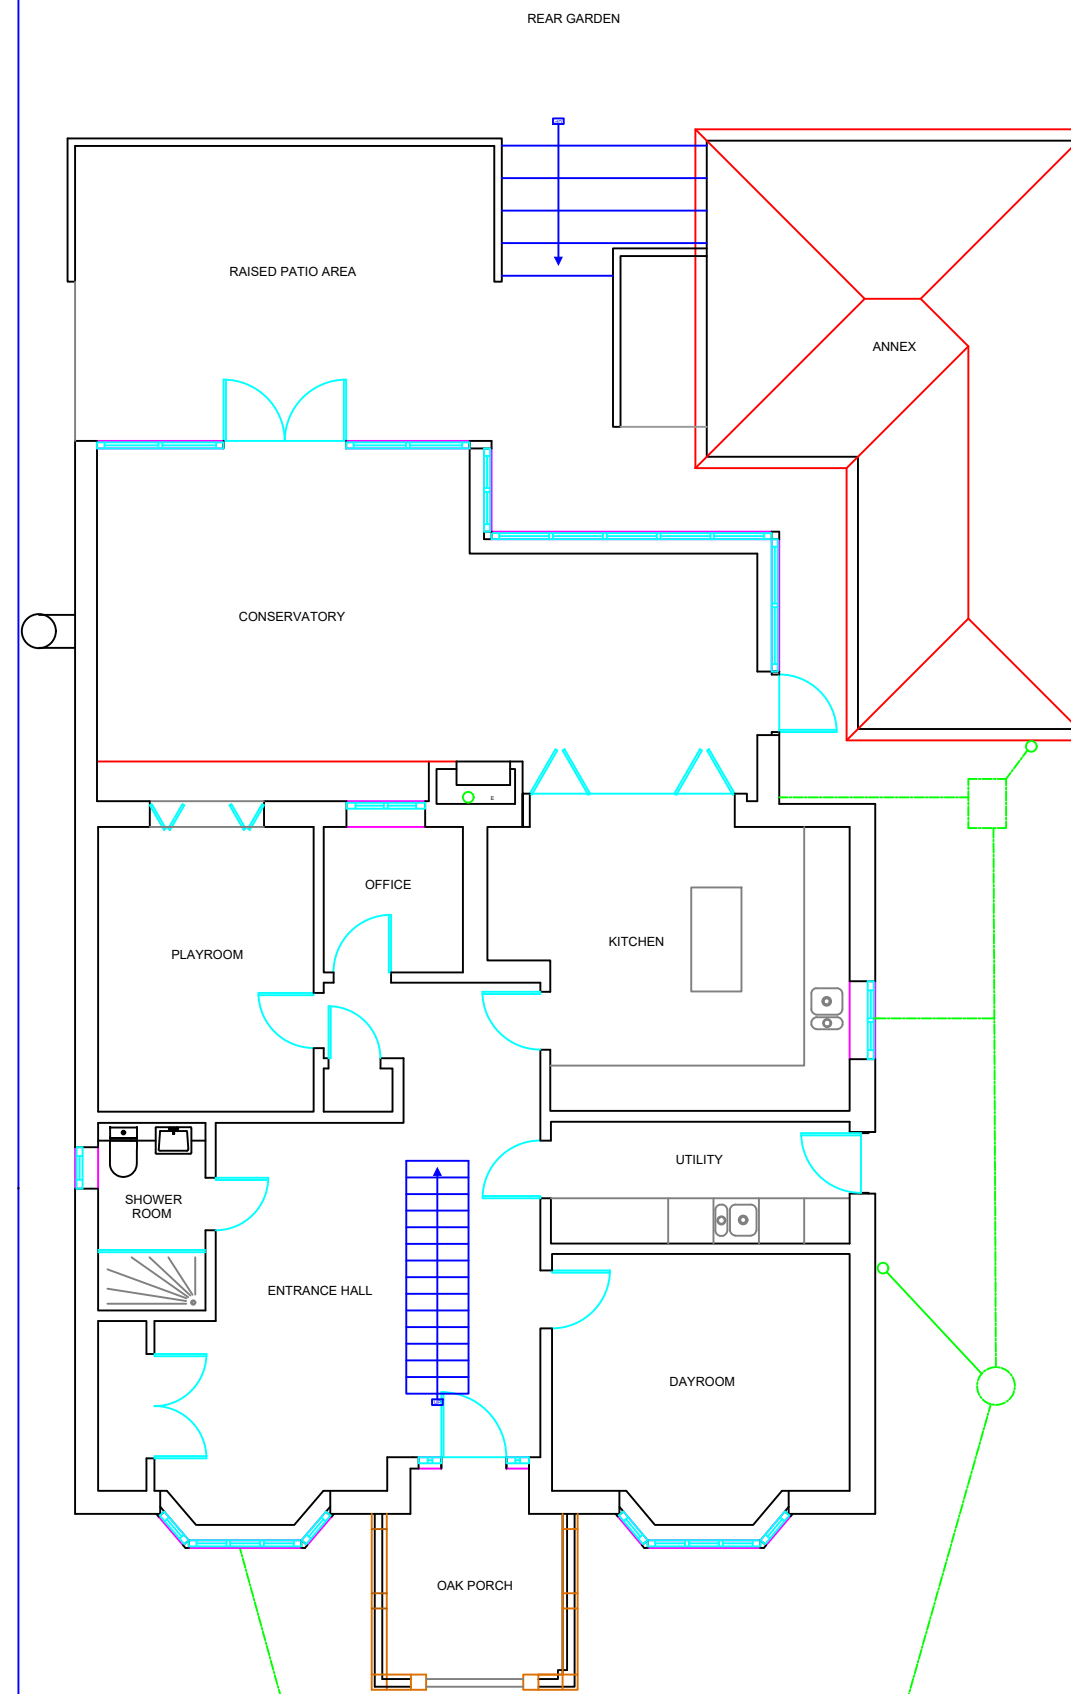 REAR GARDEN
RAISED PATIO AREA
ANNEX
CONSERVATORY
E
OFFICE
PLAYROOM
KITCHEN
UTILITY
SHOWER
ROOM
ENTRANCE HALL
DAYROOM
OAK PORCH